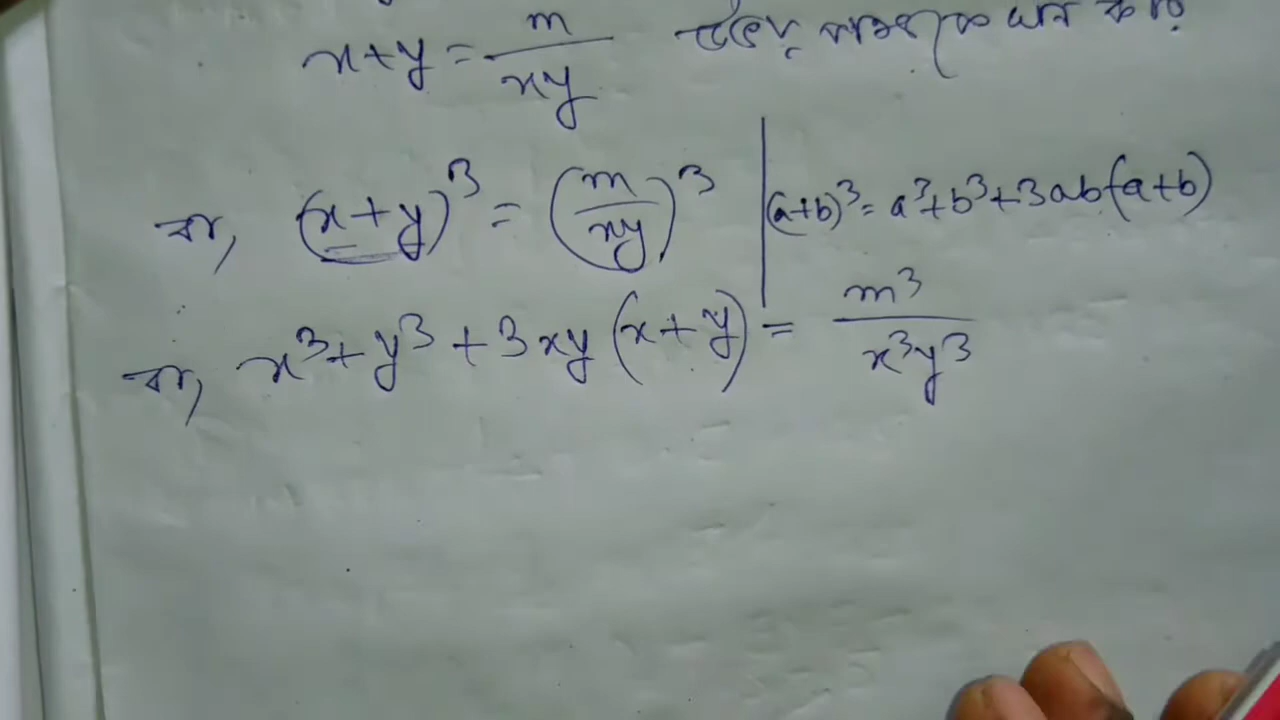 x+y = m/xy
বা, (x+y)³ = (m/xy)³ | (a+b)³ = a³+b³+3ab(a+b)
বা, x³+y³+3xy(x+y) = m³/x³y³